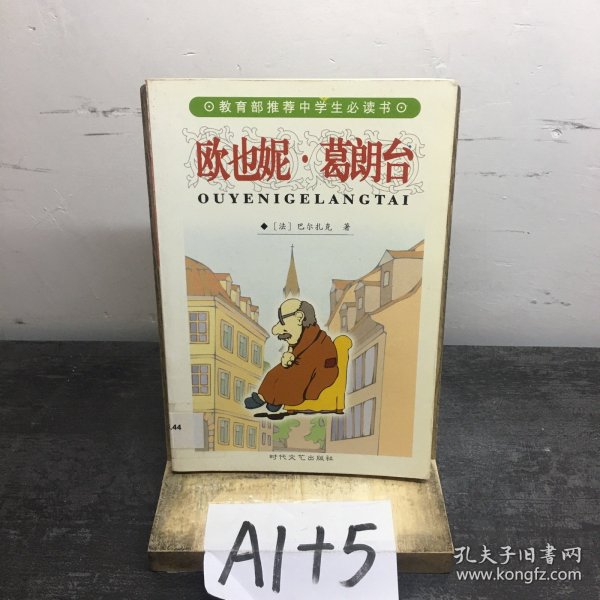 ⊙教育部推荐中学生必读书⊙
欧也妮·葛朗台
OUYENIGELANGTAI
◆［法］巴尔扎克 著
.44
时代文艺出版社
A1+5
孔夫子旧书网
www.kongfz.com